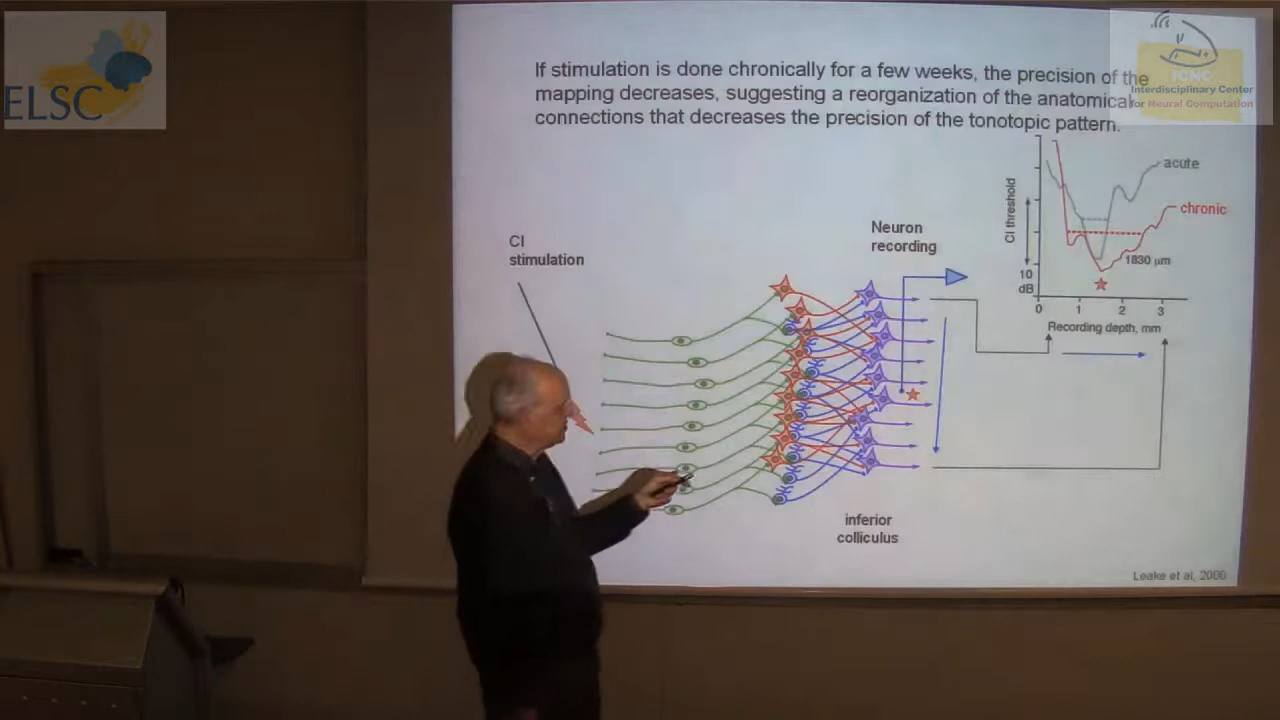 ELSC
ICNC
Interdisciplinary Center
for Neural Computation
If stimulation is done chronically for a few weeks, the precision of the
mapping decreases, suggesting a reorganization of the anatomical
connections that decreases the precision of the tonotopic pattern.
acute
chronic
CI threshold
1830 µm
10
dB
0 1 2 3
Recording depth, mm
Neuron
recording
CI
stimulation
inferior
colliculus
Leake et al, 2000